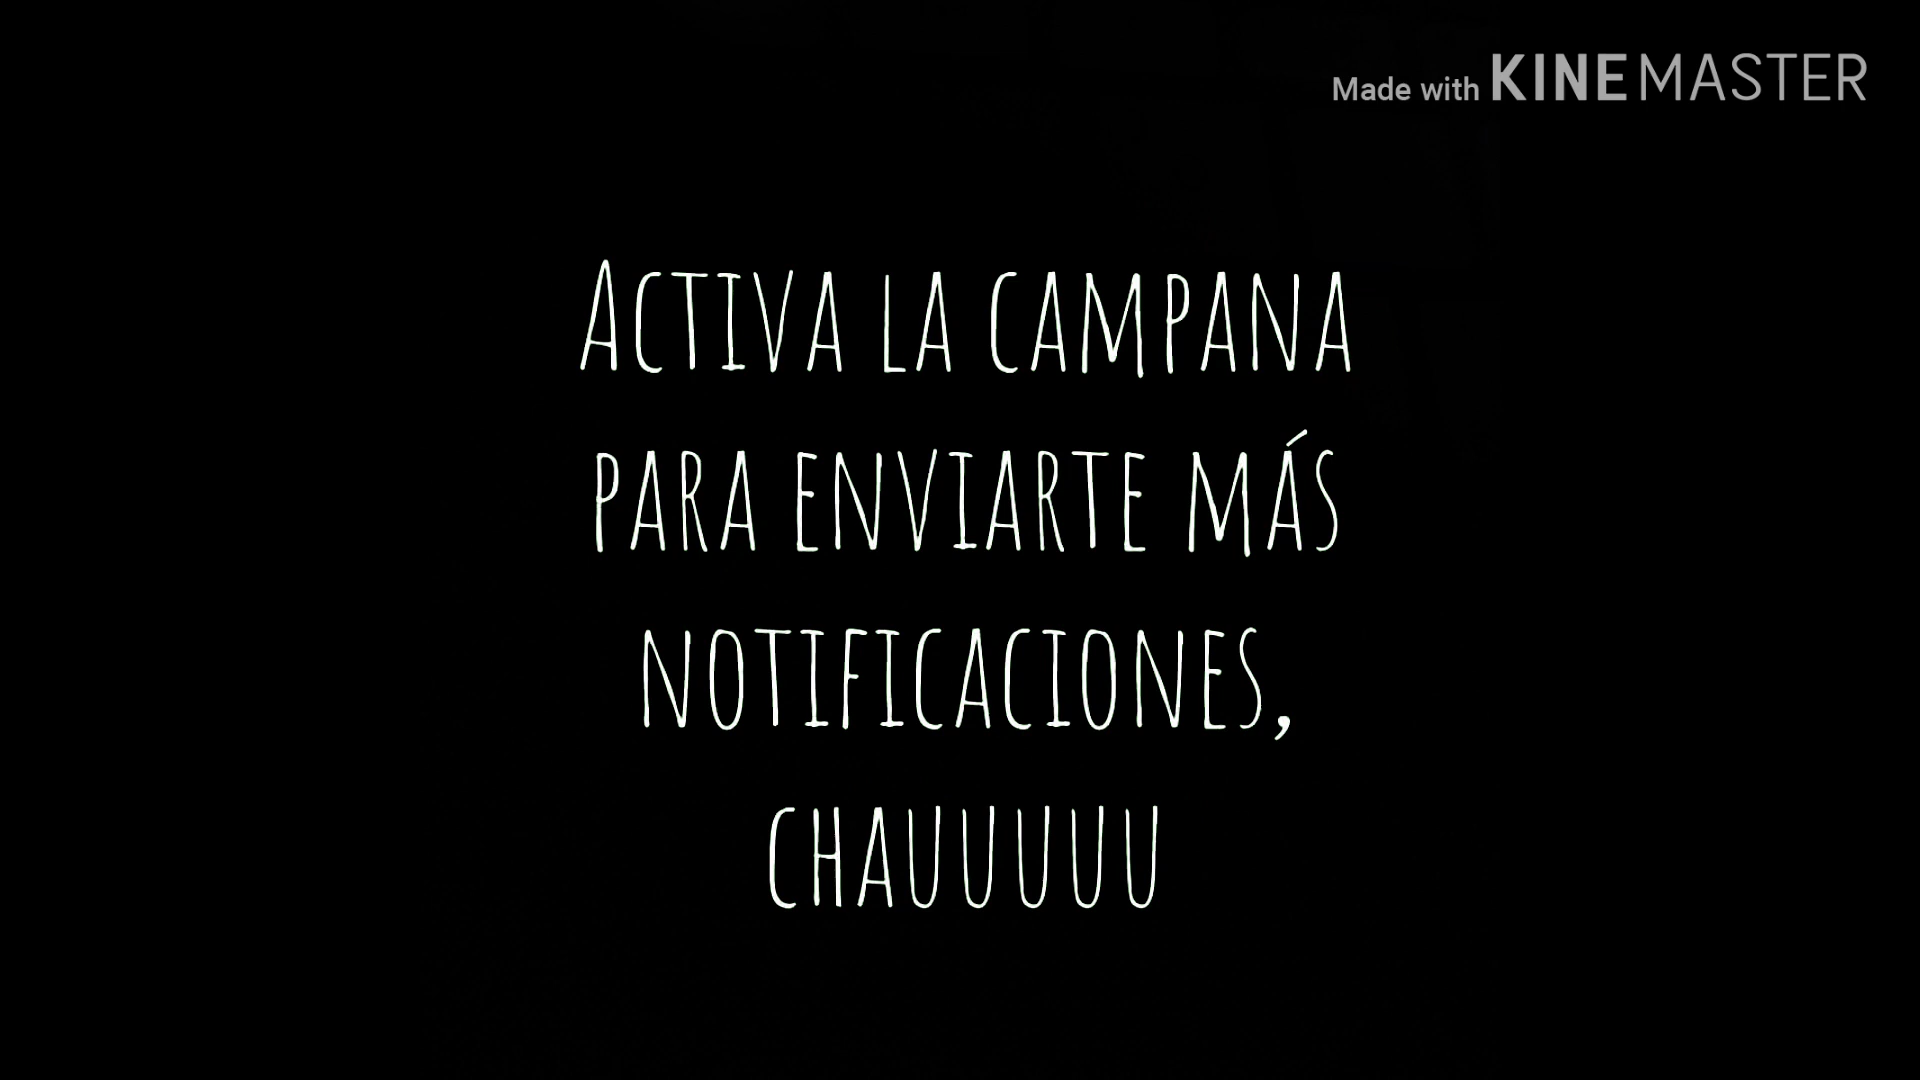 Made with KINEMASTER
ACTIVA LA CAMPANA
PARA ENVIARTE MÁS
NOTIFICACIONES,
CHAUUUUU